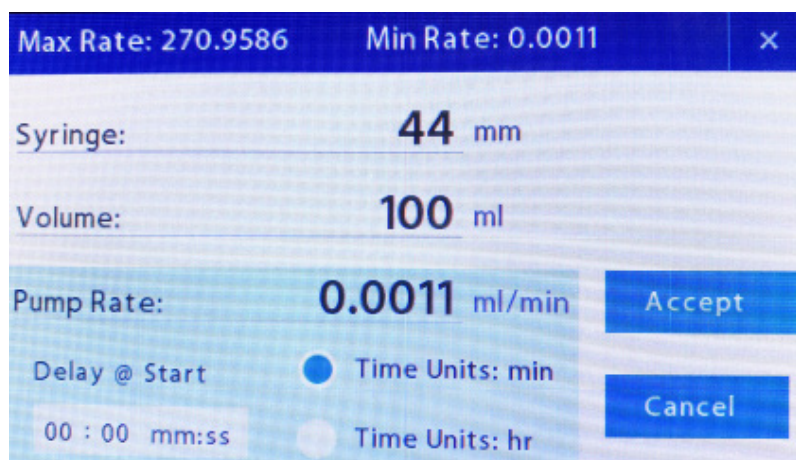 Max Rate: 270.9586 Min Rate: 0.0011 ×
Syringe: 44 mm
Volume: 100 ml
Pump Rate: 0.0011 ml/min
Accept
Delay @ Start
Time Units: min
Cancel
00 : 00 mm:ss
Time Units: hr